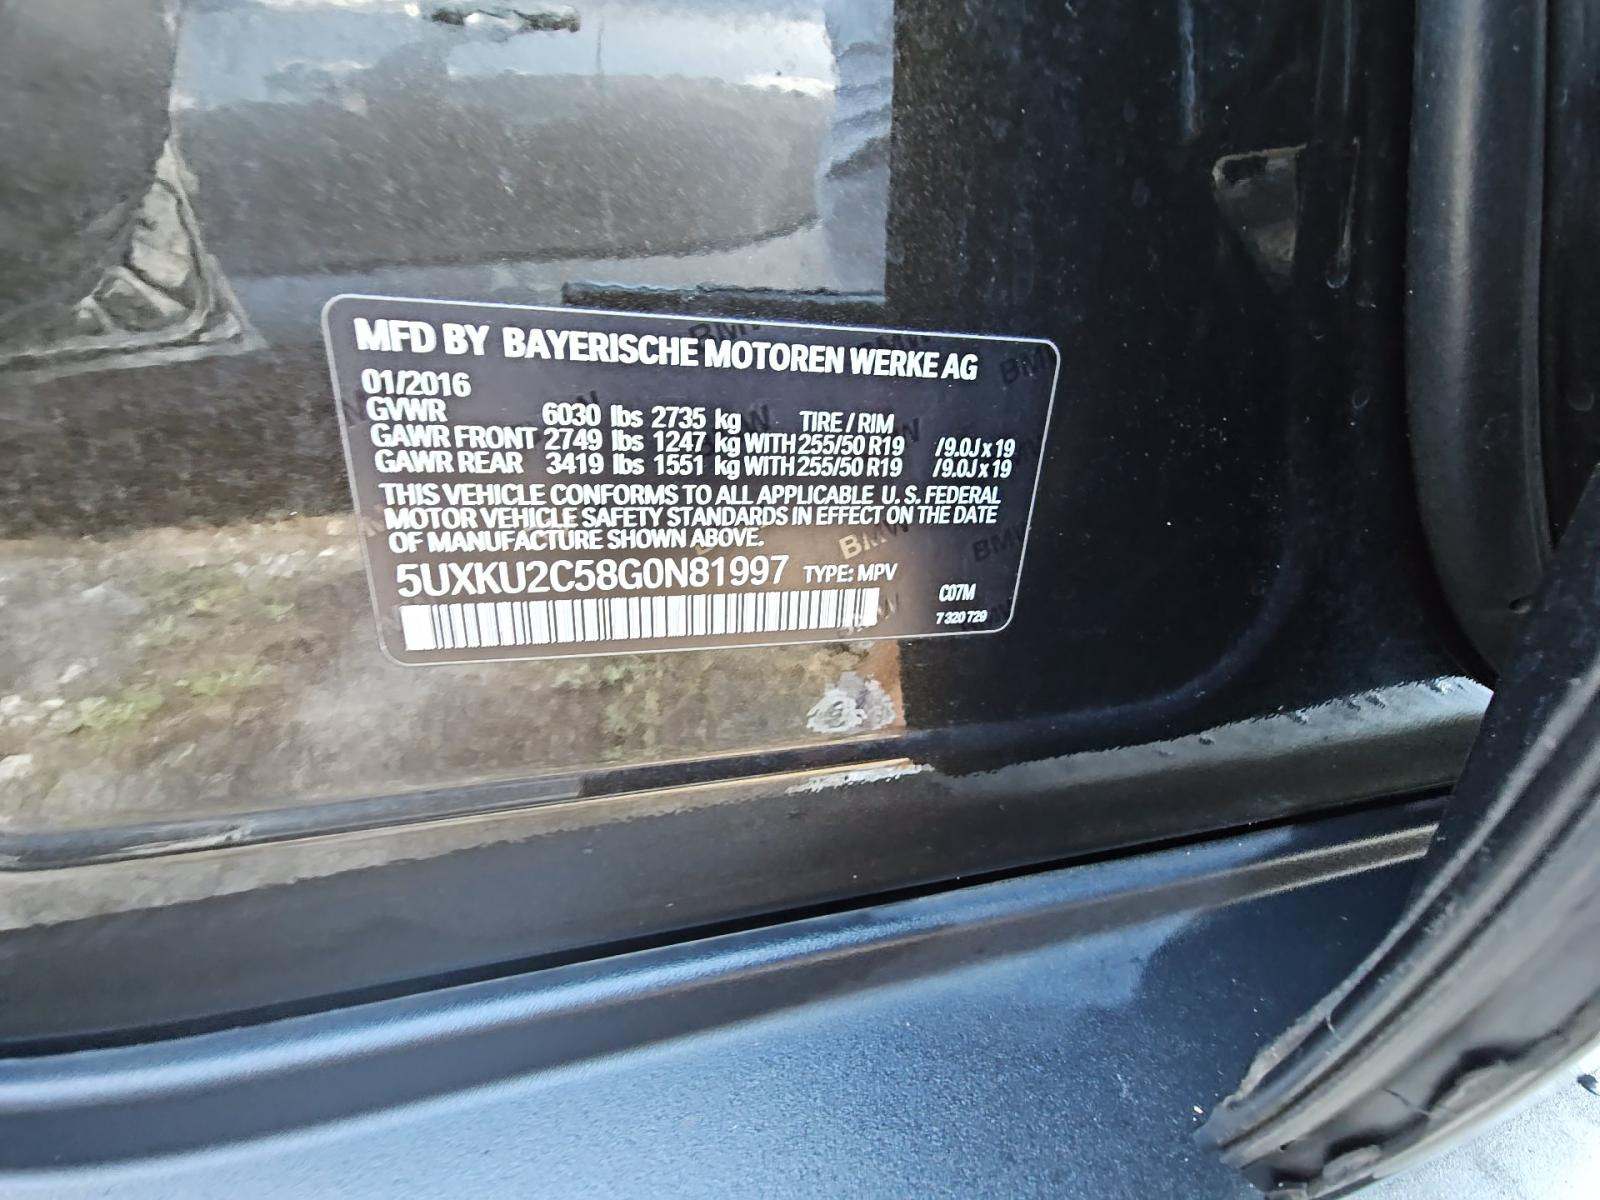 MFD BY BAYERISCHE MOTOREN WERKE AG
01/2016
GVWR 6030 lbs 2735 kg TIRE / RIM
GAWR FRONT 2749 lbs 1247 kg WITH 255/50 R19 /9.0J x 19
GAWR REAR 3419 lbs 1551 kg WITH 255/50 R19 /9.0J x 19
THIS VEHICLE CONFORMS TO ALL APPLICABLE U. S. FEDERAL
MOTOR VEHICLE SAFETY STANDARDS IN EFFECT ON THE DATE
OF MANUFACTURE SHOWN ABOVE.
5UXKU2C58G0N81997 TYPE: MPV
C07M
7 320 729